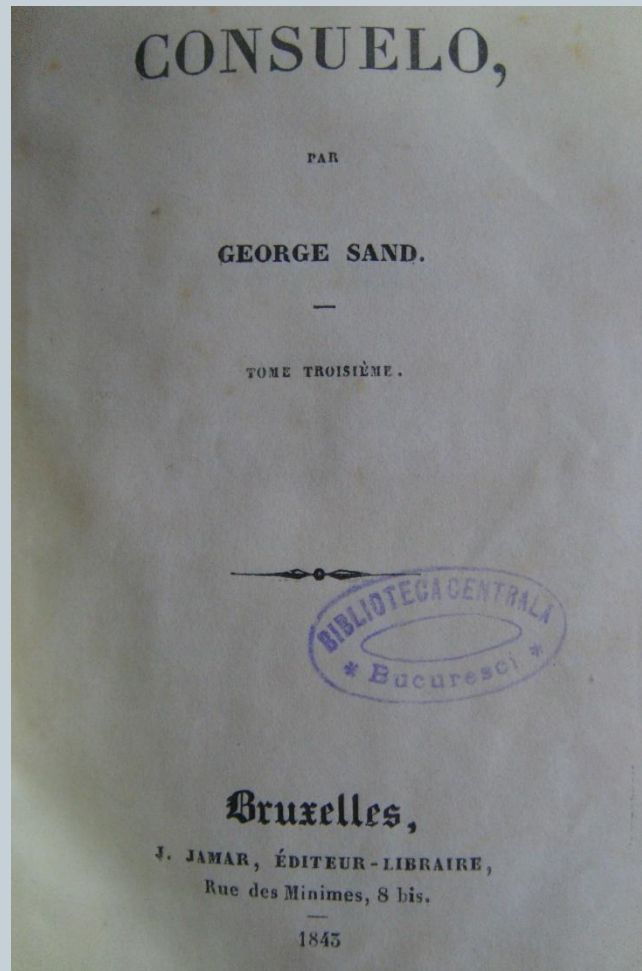 CONSUELO,
PAR
GEORGE SAND.
TOME TROISIÈME.
BIBLIOTECA CENTRALA
* Bucuresci *
Bruxelles,
J. JAMAR, ÉDITEUR-LIBRAIRE,
Rue des Minimes, 8 bis.
1843